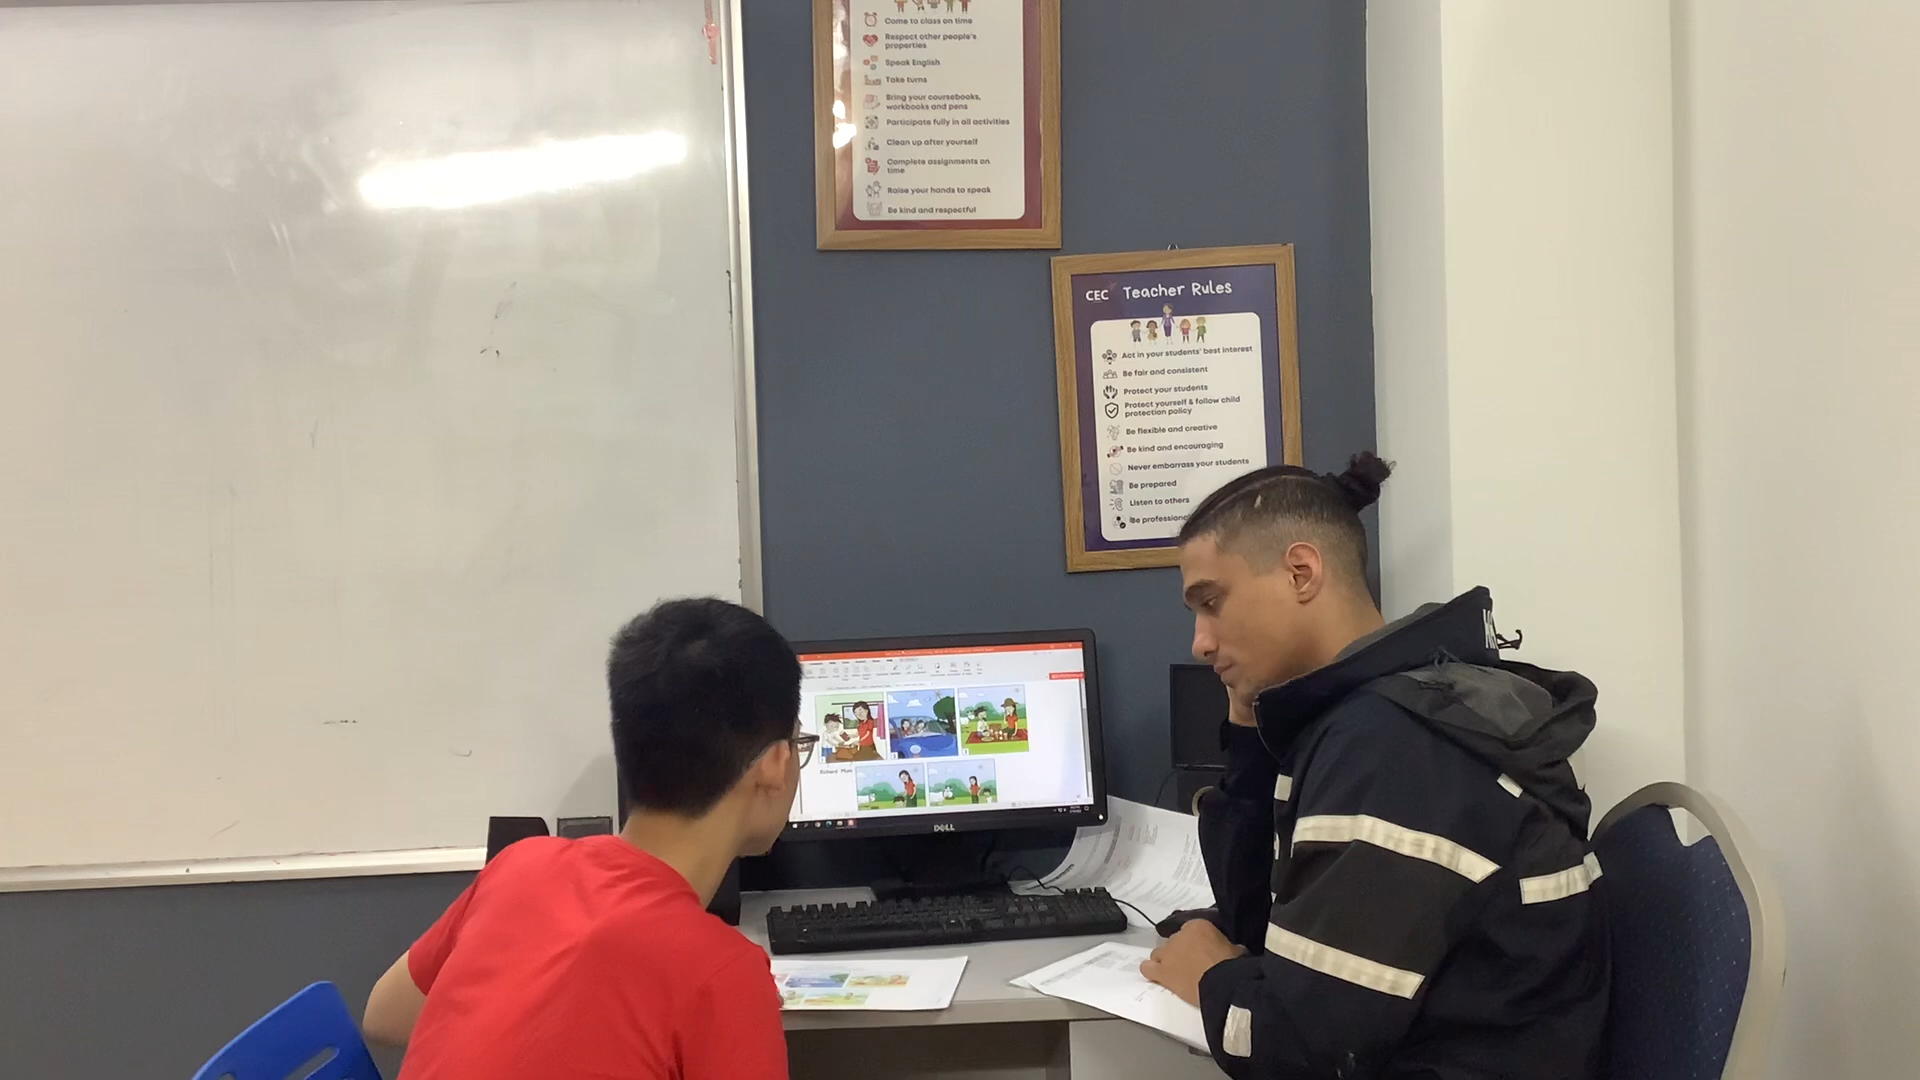 Come to class on time
Respect other people's
properties
Speak English
Take turns
Bring your coursebooks,
workbooks and pens
Participate fully in all activities
Clean up after yourself
Complete assignments on
time
Raise your hands to speak
Be kind and respectful
CEC Teacher Rules
Act in your students' best interest
Be fair and consistent
Protect your students
Protect yourself & follow child
protection policy
Be flexible and creative
Be kind and encouraging
Never embarrass your students
Be prepared
Listen to others
Be professional
Richard
DELL